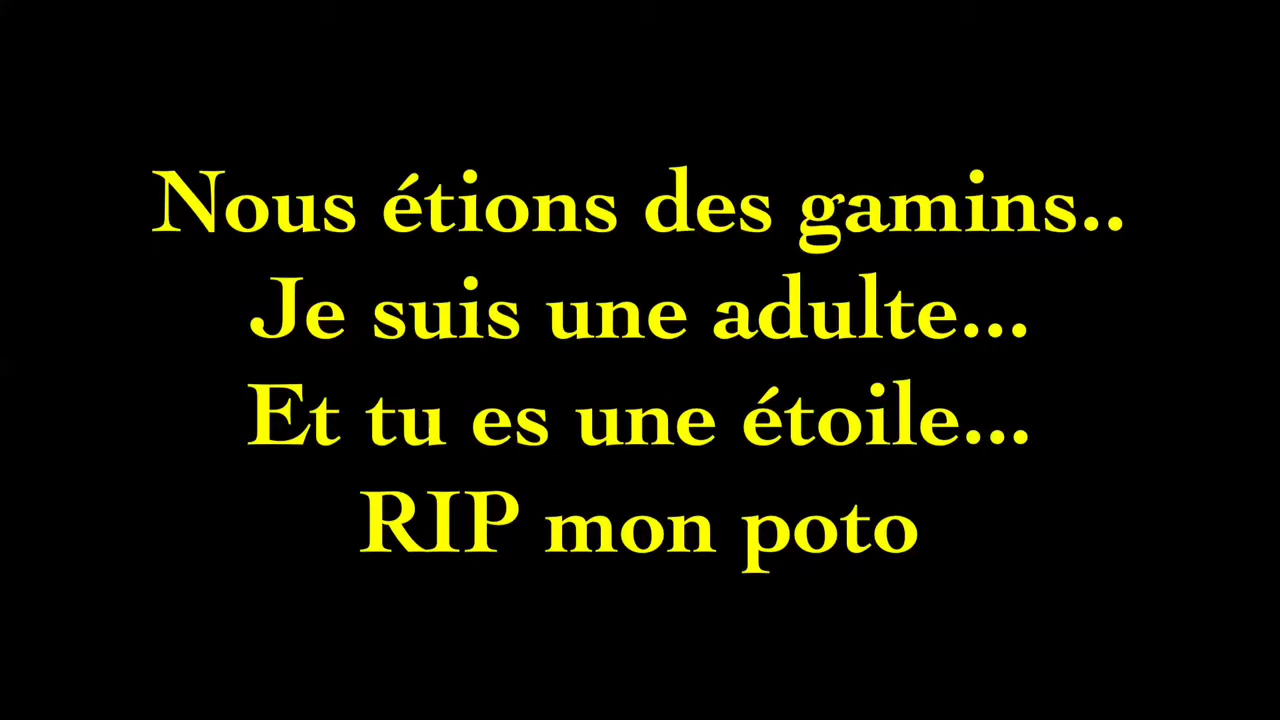 Nous étions des gamins..
Je suis une adulte...
Et tu es une étoile...
RIP mon poto